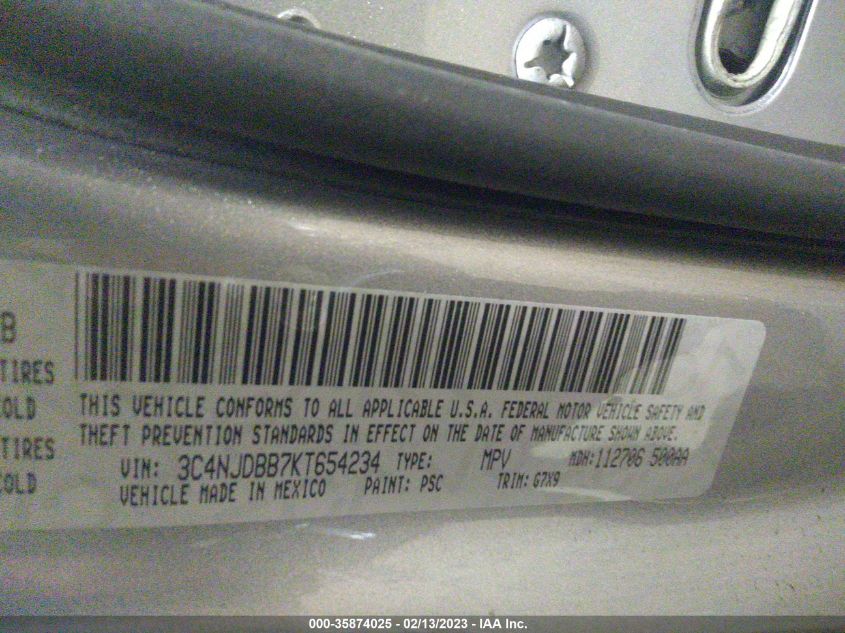 B
TIRES
COLD
TIRES
COLD
THIS VEHICLE CONFORMS TO ALL APPLICABLE U.S.A. FEDERAL MOTOR VEHICLE SAFETY AND
THEFT PREVENTION STANDARDS IN EFFECT ON THE DATE OF MANUFACTURE SHOWN ABOVE.
VIN: 3C4NJDBB7KT654234 TYPE: MPV MDH:112706 500AA
VEHICLE MADE IN MEXICO PAINT: PSC TRIM: G7X9
000-35874025 - 02/13/2023 - IAA Inc.